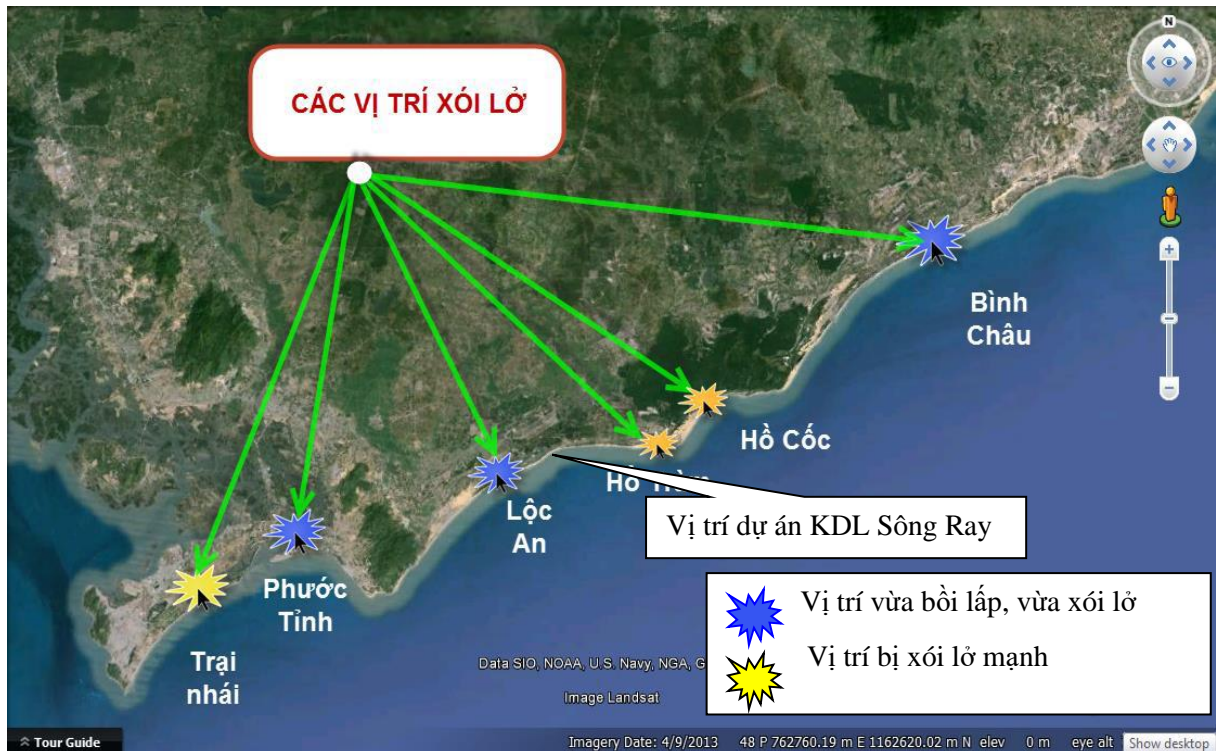 N
CÁC VỊ TRÍ XÓI LỞ
Bình
Châu
Hồ Cốc
Hồ
Lộc
An
Vị trí dự án KDL Sông Ray
Phước
Tỉnh
Trại
nhái
Vị trí vừa bồi lấp, vừa xói lở
Vị trí bị xói lở mạnh
Data SIO, NOAA, U.S. Navy, NGA, G
Image Landsat
Tour Guide
Imagery Date: 4/9/2013 48 P 762760.19 m E 1162620.02 m N elev 0 m eye alt
Show desktop